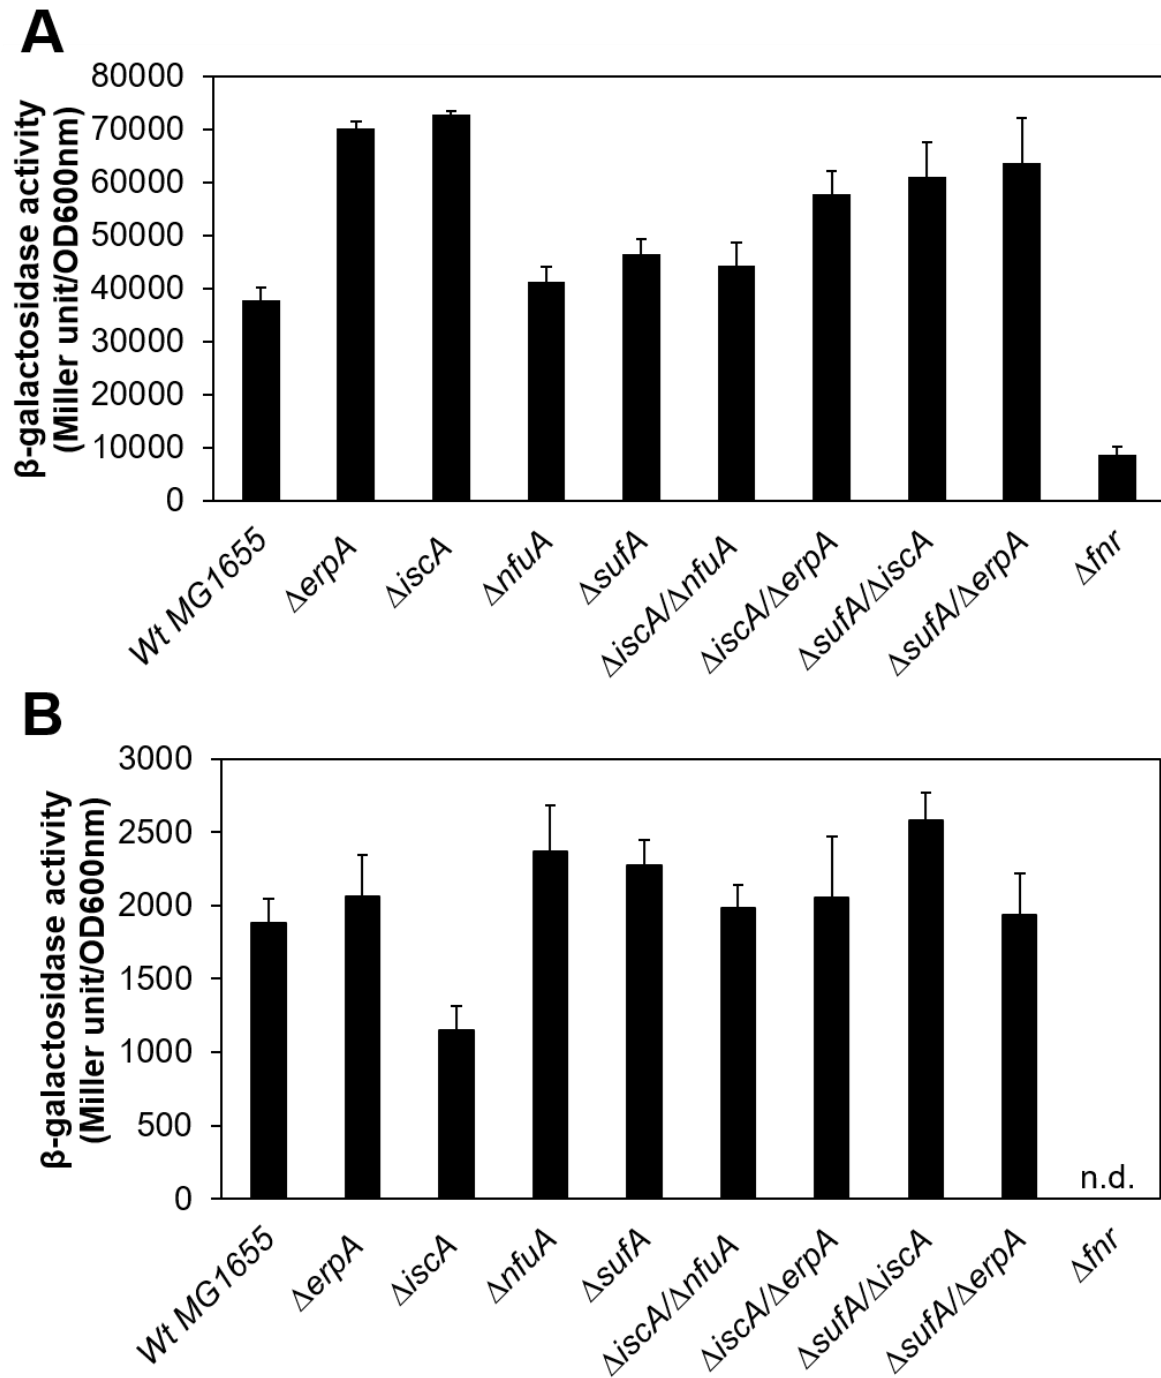 A
β-galactosidase activity
(Miller unit/OD600nm)
80000
70000
60000
50000
40000
30000
20000
10000
0
Wt MG1655
ΔerpA
ΔiscA
ΔnfuA
ΔsufA
ΔiscA/ΔnfuA
ΔiscA/ΔerpA
ΔsufA/ΔiscA
ΔsufA/ΔerpA
Δfnr
B
β-galactosidase activity
(Miller unit/OD600nm)
3000
2500
2000
1500
1000
500
0
n.d.
Wt MG1655
ΔerpA
ΔiscA
ΔnfuA
ΔsufA
ΔiscA/ΔnfuA
ΔiscA/ΔerpA
ΔsufA/ΔiscA
ΔsufA/ΔerpA
Δfnr